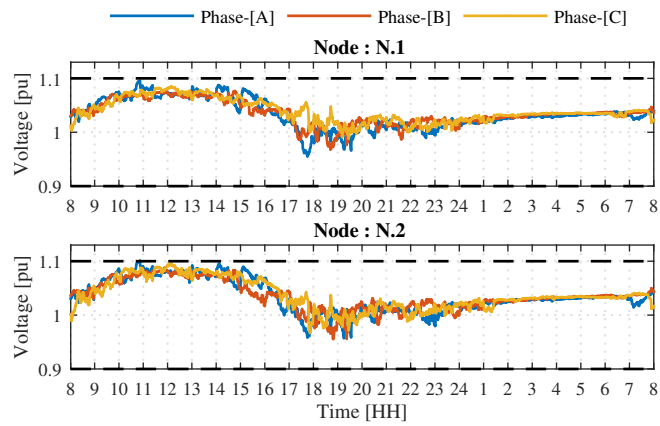 Phase-[A] Phase-[B] Phase-[C]
Node : N.1
Voltage [pu]
1.10
1
0.9
8 9 10 11 12 13 14 15 16 17 18 19 20 21 22 23 24 1 2 3 4 5 6 7 8
Node : N.2
Voltage [pu]
1.10
1
0.9
8 9 10 11 12 13 14 15 16 17 18 19 20 21 22 23 24 1 2 3 4 5 6 7 8
Time [HH]